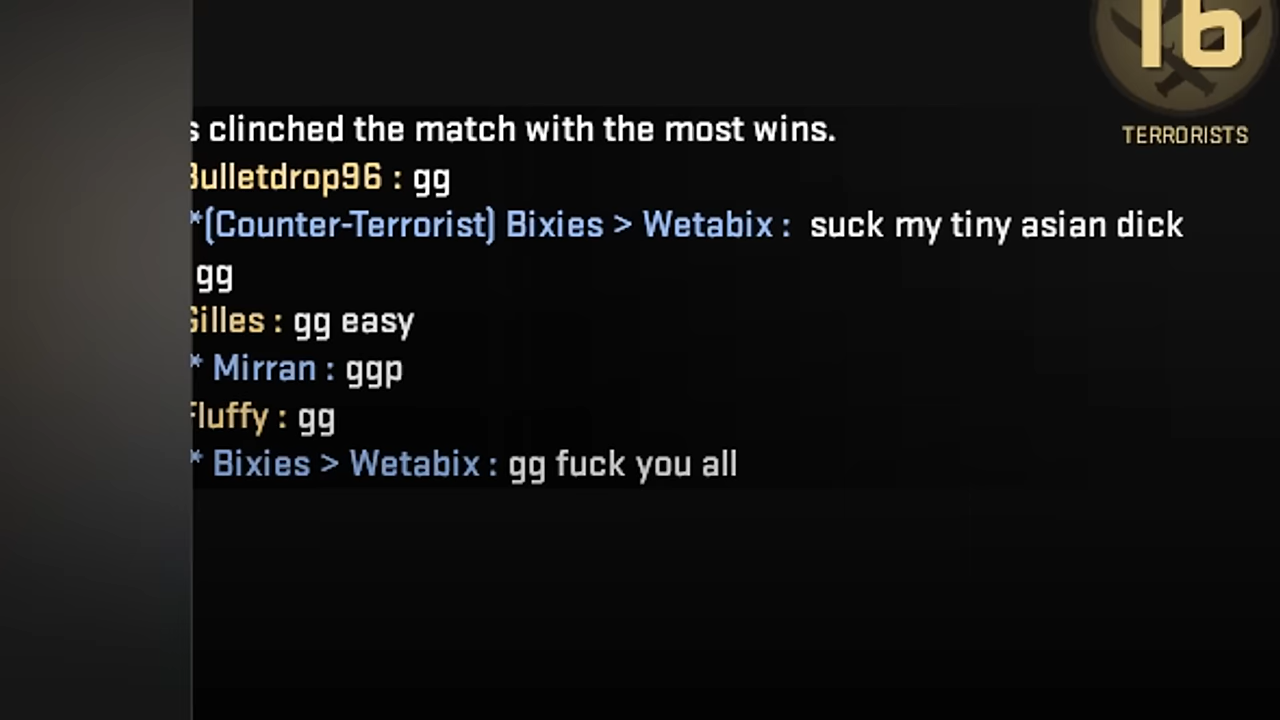 16
TERRORISTS
s clinched the match with the most wins.
Bulletdrop96 : gg
*(Counter-Terrorist) Bixies > Wetabix : suck my tiny asian dick
gg
Gilles : gg easy
* Mirran : ggp
Fluffy : gg
* Bixies > Wetabix : gg fuck you all